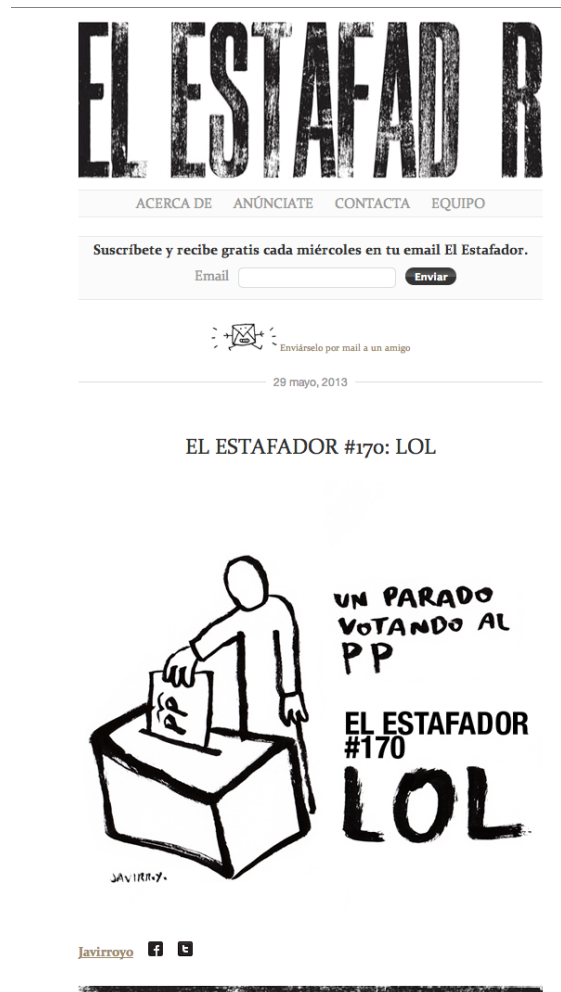 EL ESTAFAD R
ACERCA DE ANÚNCIATE CONTACTA EQUIPO
Suscríbete y recibe gratis cada miércoles en tu email El Estafador.
Email Enviar
Enviárselo por mail a un amigo
29 mayo, 2013
EL ESTAFADOR #170: LOL
UN PARADO
VOTANDO AL
PP
PP
EL ESTAFADOR
#170
LOL
JAVIRROY.
Javirroyo